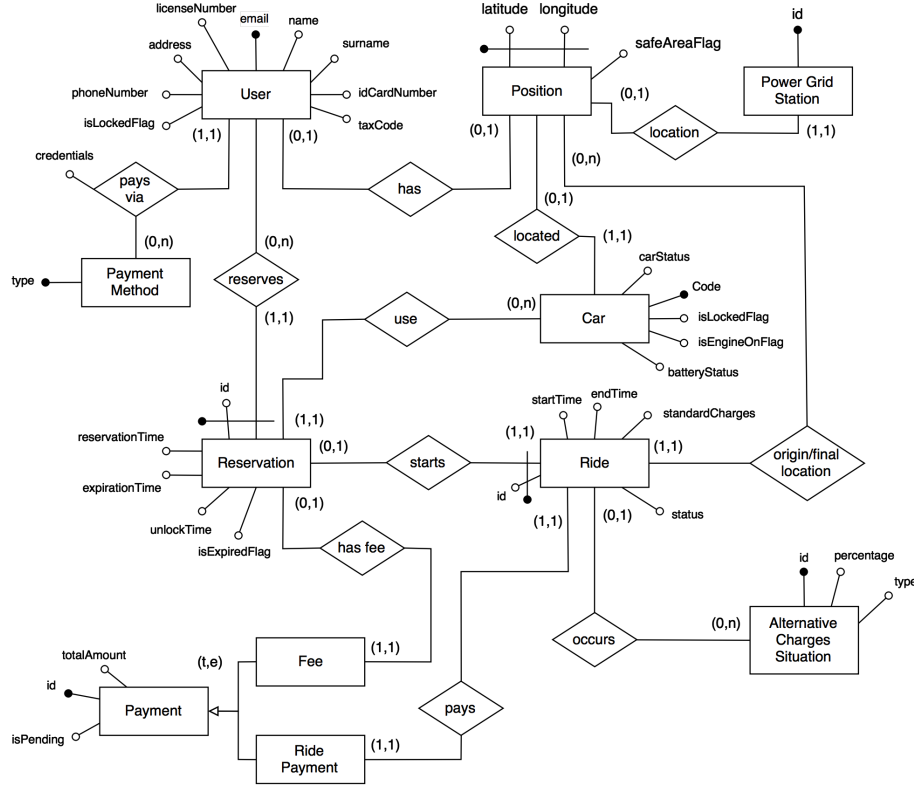 licenseNumber
email
name
latitude
longitude
id
address
surname
safeAreaFlag
phoneNumber
User
idCardNumber
Position
Power Grid
Station
(0,1)
isLockedFlag
taxCode
(1,1)
(0,1)
(0,1)
location
(1,1)
credentials
(0,n)
pays
via
has
(0,1)
(0,n)
(0,n)
located
(1,1)
carStatus
type
Payment
Method
reserves
Code
(0,n)
(1,1)
use
Car
isLockedFlag
isEngineOnFlag
batteryStatus
id
startTime
endTime
standardCharges
(1,1)
(1,1)
reservationTime
(0,1)
(1,1)
Reservation
starts
Ride
origin/final
location
expirationTime
id
(0,1)
unlockTime
(1,1)
(0,1)
status
isExpiredFlag
has fee
id
percentage
type
(0,n)
Alternative
Charges
Situation
occurs
totalAmount
(t,e)
Fee
(1,1)
id
Payment
pays
isPending
Ride
Payment
(1,1)